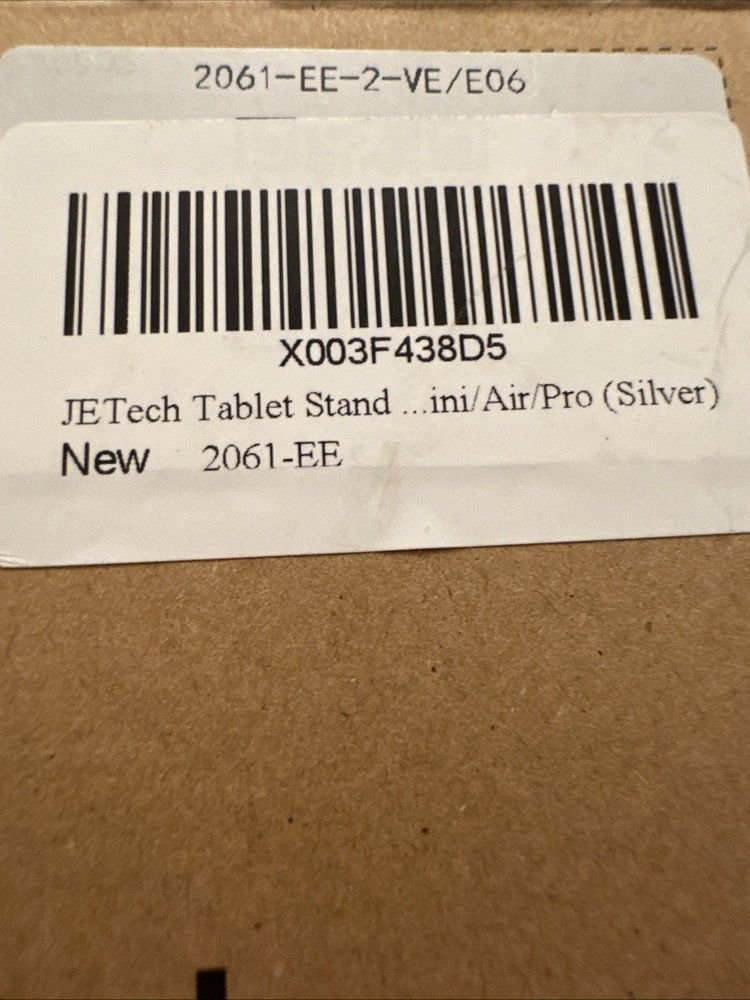 2061-EE-2-VE/E06
X003F438D5
JETech Tablet Stand ...ini/Air/Pro (Silver)
New 2061-EE